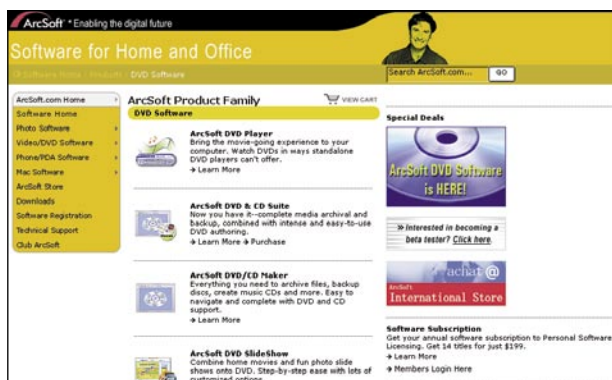 ArcSoft * Enabling the digital future
Software for Home and Office
Software Home : Products : DVD Software
Search ArcSoft.com...
GO
ArcSoft.com Home
Software Home
Photo Software
Video/DVD Software
Phone/PDA Software
Mac Software
ArcSoft Store
Downloads
Software Registration
Technical Support
Club ArcSoft
ArcSoft Product Family
VIEW CART
DVD Software
ArcSoft DVD Player
Bring the movie-going experience to your
computer. Watch DVDs in ways standalone
DVD players can't offer.
Learn More
ArcSoft DVD & CD Suite
Now you have it--complete media archival and
backup, combined with intense and easy-to-use
DVD authoring.
Learn More Purchase
ArcSoft DVD/CD Maker
Everything you need to archive files, backup
discs, create music CDs and more. Easy to
navigate and complete with DVD and CD
support.
Learn More
ArcSoft DVD SlideShow
Combine home movies and fun photo slide
shows onto DVD. Step-by-step ease with lots of
customized options.
Special Deals
ArcSoft DVD Software
is HERE!
Interested in becoming a
beta tester? Click here.
achat @
ArcSoft
International Store
Software Subscription
Get your annual software subscription to Personal Software
Licensing. Get 14 titles for just $199.
Learn More
Members Login Here